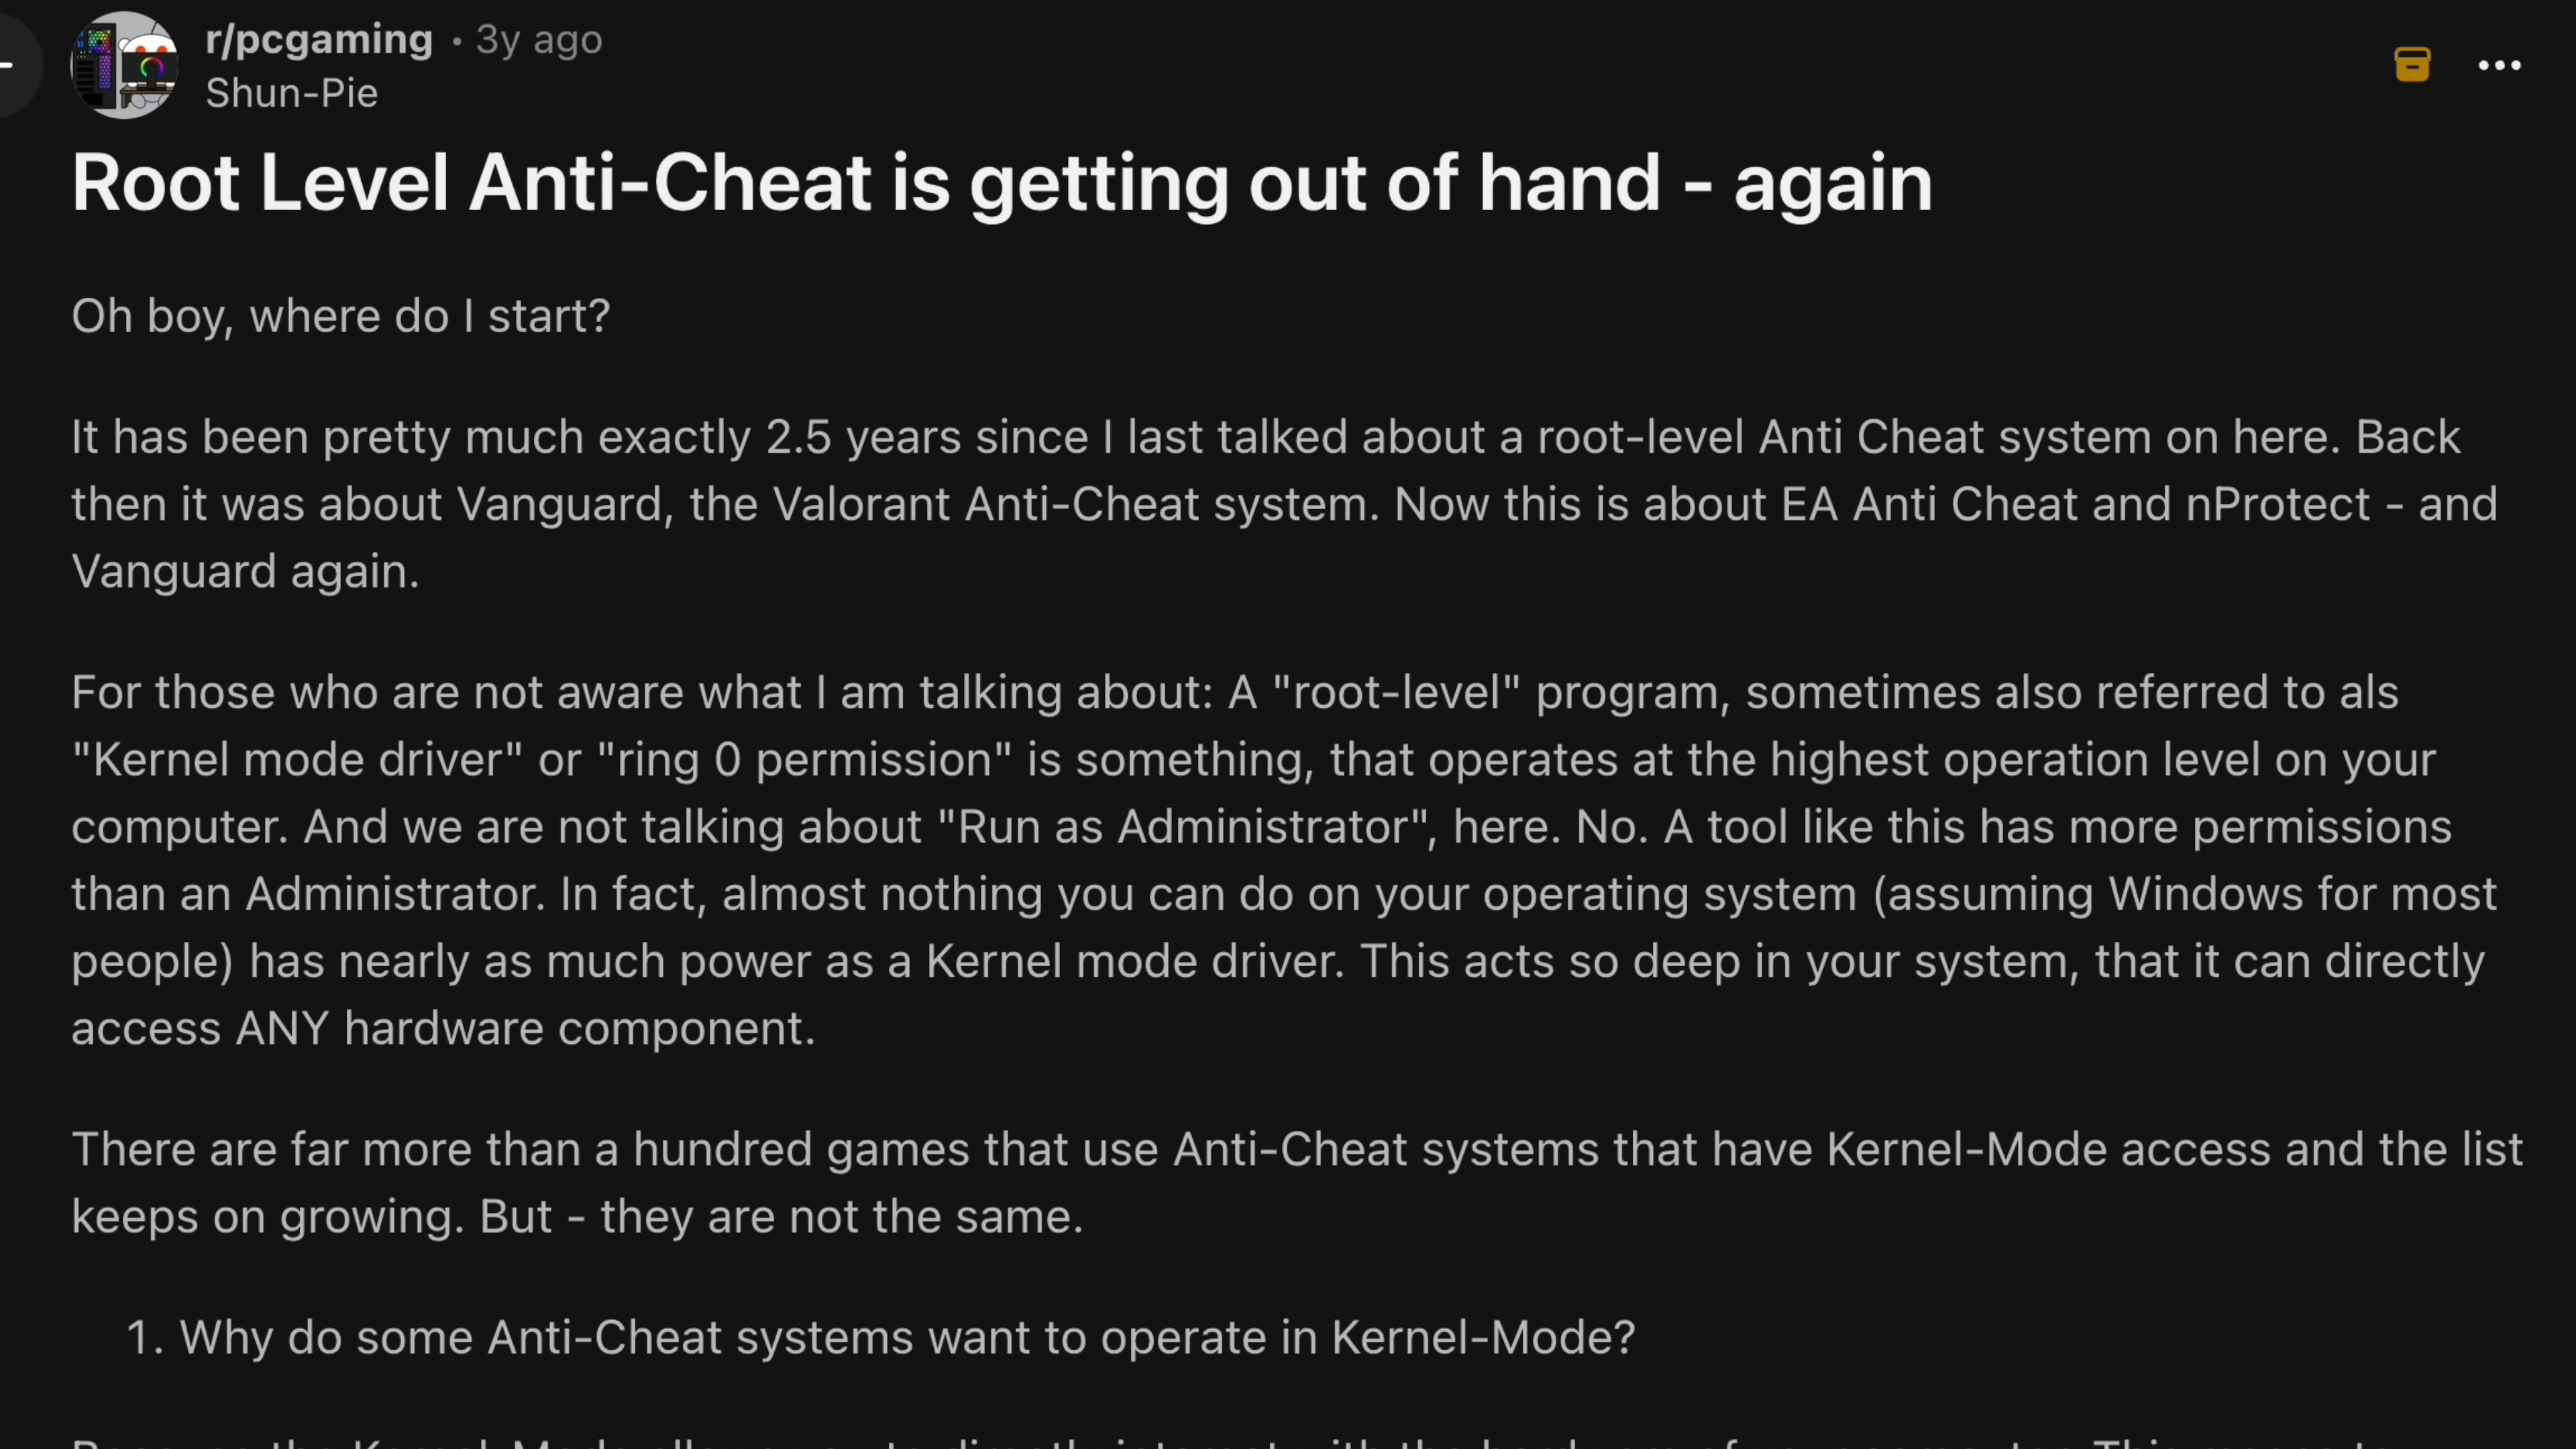 r/pcgaming • 3y ago
Shun-Pie
Root Level Anti-Cheat is getting out of hand - again
Oh boy, where do I start?
It has been pretty much exactly 2.5 years since I last talked about a root-level Anti Cheat system on here. Back
then it was about Vanguard, the Valorant Anti-Cheat system. Now this is about EA Anti Cheat and nProtect - and
Vanguard again.
For those who are not aware what I am talking about: A "root-level" program, sometimes also referred to als
"Kernel mode driver" or "ring 0 permission" is something, that operates at the highest operation level on your
computer. And we are not talking about "Run as Administrator", here. No. A tool like this has more permissions
than an Administrator. In fact, almost nothing you can do on your operating system (assuming Windows for most
people) has nearly as much power as a Kernel mode driver. This acts so deep in your system, that it can directly
access ANY hardware component.
There are far more than a hundred games that use Anti-Cheat systems that have Kernel-Mode access and the list
keeps on growing. But - they are not the same.
1. Why do some Anti-Cheat systems want to operate in Kernel-Mode?